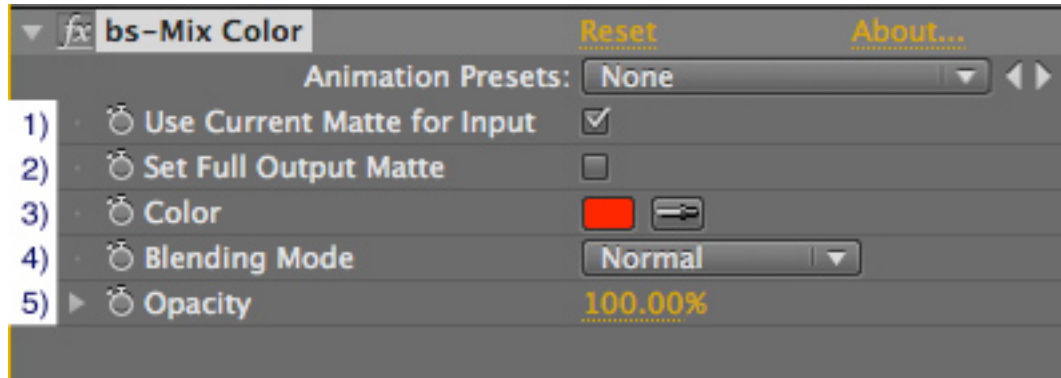 fx bs-Mix Color Reset About...
Animation Presets: None
1) Use Current Matte for Input
2) Set Full Output Matte
3) Color
4) Blending Mode Normal
5) Opacity 100.00%